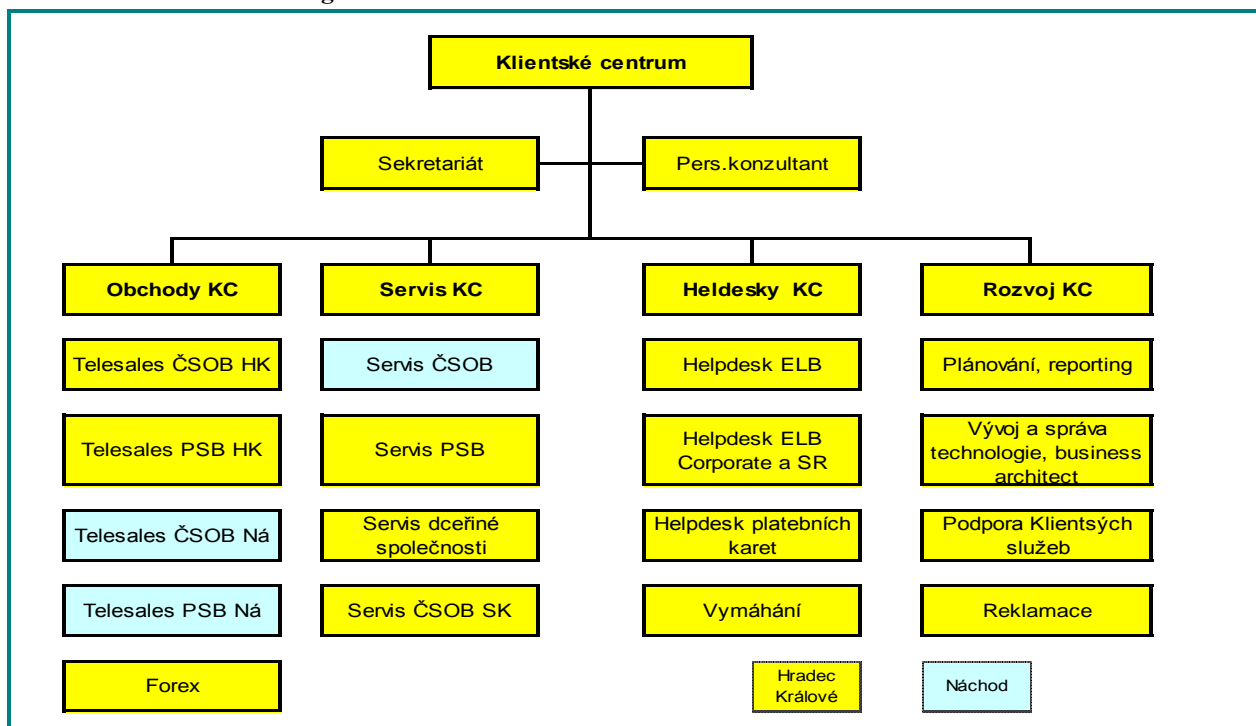 Klientské centrum
Sekretariát
Pers.konzultant
Obchody KC
Servis KC
Heldesky KC
Rozvoj KC
Telesales ČSOB HK
Servis ČSOB
Helpdesk ELB
Plánování, reporting
Telesales PSB HK
Servis PSB
Helpdesk ELB
Corporate a SR
Vývoj a správa
technologie, business
architect
Telesales ČSOB Ná
Servis dceřiné
společnosti
Helpdesk platebních
karet
Podpora Klientsých
služeb
Telesales PSB Ná
Servis ČSOB SK
Vymáhání
Reklamace
Forex
Hradec
Králové
Náchod